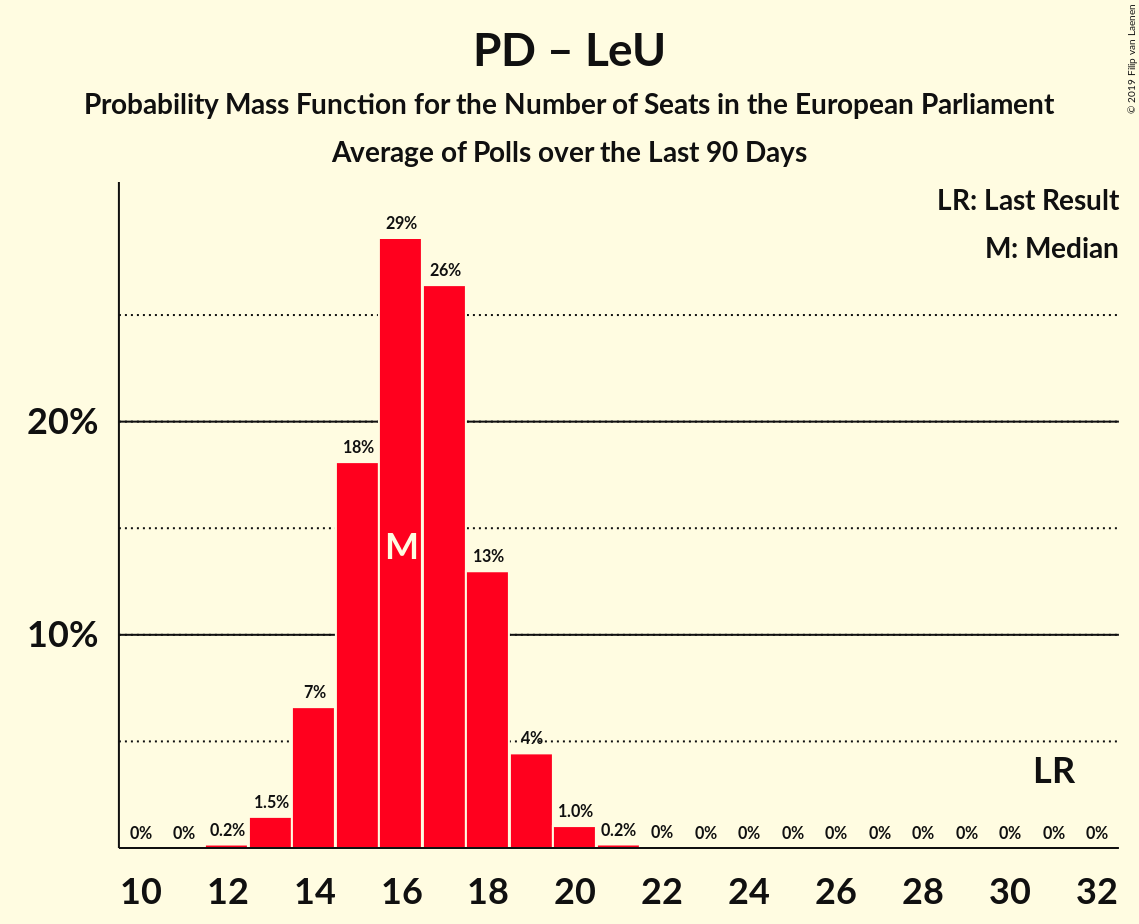 PD – LeU
Probability Mass Function for the Number of Seats in the European Parliament
Average of Polls over the Last 90 Days
© 2019 Filip van Laenen
LR: Last Result
M: Median
20%
10%
0%
0%
0.2%
1.5%
7%
18%
29%
26%
13%
4%
1.0%
0.2%
0%
0%
0%
0%
0%
0%
0%
0%
0%
0%
0%
M
LR
10 12 14 16 18 20 22 24 26 28 30 32